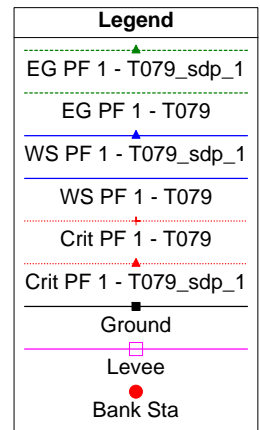 Legend
EG PF 1 - T079_sdp_1
EG PF 1 - T079
WS PF 1 - T079_sdp_1
WS PF 1 - T079
Crit PF 1 - T079
Crit PF 1 - T079_sdp_1
Ground
Levee
Bank Sta